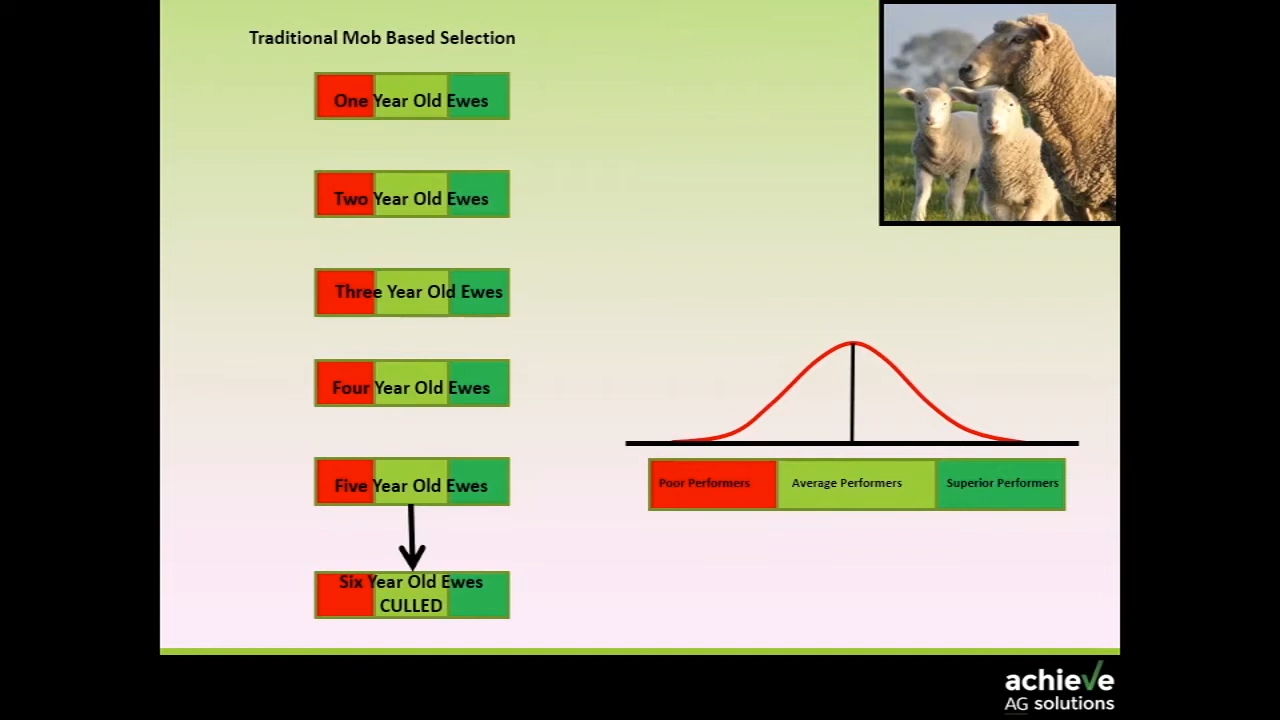 Traditional Mob Based Selection
One Year Old Ewes
Two Year Old Ewes
Three Year Old Ewes
Four Year Old Ewes
Five Year Old Ewes
Six Year Old Ewes
CULLED
Poor Performers
Average Performers
Superior Performers
achieve
AG solutions